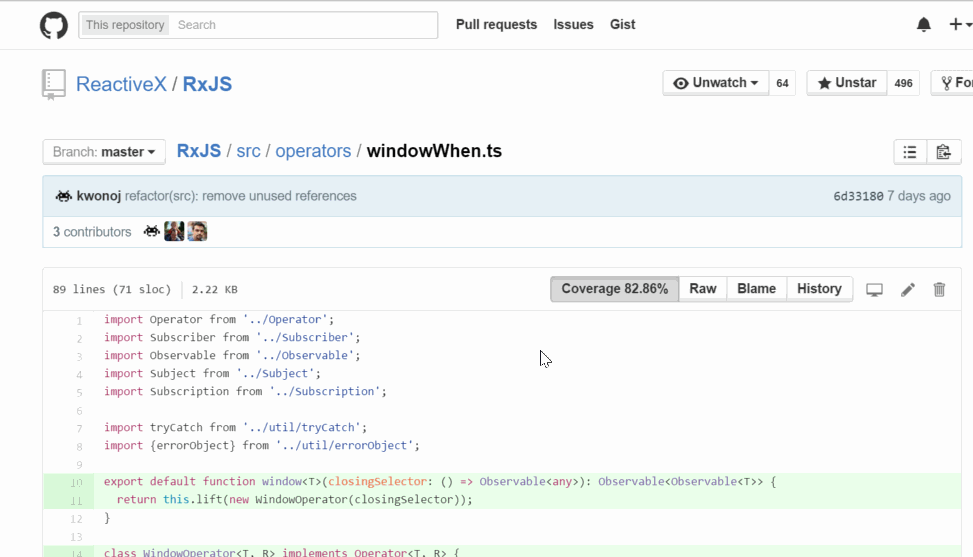 This repository Search Pull requests Issues Gist
ReactiveX / RxJS Unwatch 64 Unstar 496
Branch: master RxJS / src / operators / windowWhen.ts
kwonoj refactor(src): remove unused references 6d33180 7 days ago
3 contributors
89 lines (71 sloc) 2.22 KB Coverage 82.86% Raw Blame History
1 import Operator from '../Operator';
2 import Subscriber from '../Subscriber';
3 import Observable from '../Observable';
4 import Subject from '../Subject';
5 import Subscription from '../Subscription';
6
7 import tryCatch from '../util/tryCatch';
8 import {errorObject} from '../util/errorObject';
9
10 export default function window<T>(closingSelector: () => Observable<any>): Observable<Observable<T>> {
11 return this.lift(new WindowOperator(closingSelector));
12 }
13
14 class WindowOperator<T, R> implements Operator<T, R> {